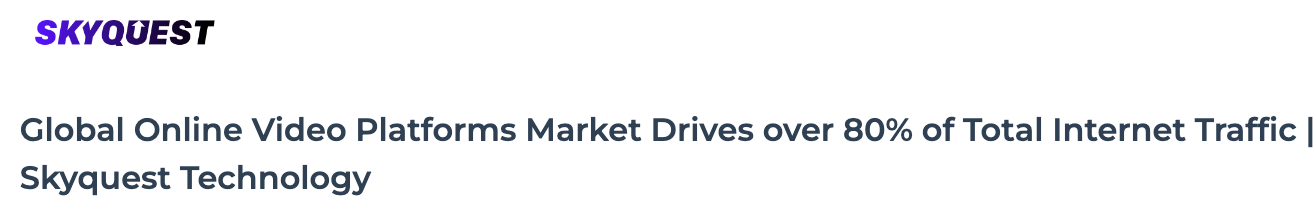 SKYQUEST
Global Online Video Platforms Market Drives over 80% of Total Internet Traffic |
Skyquest Technology